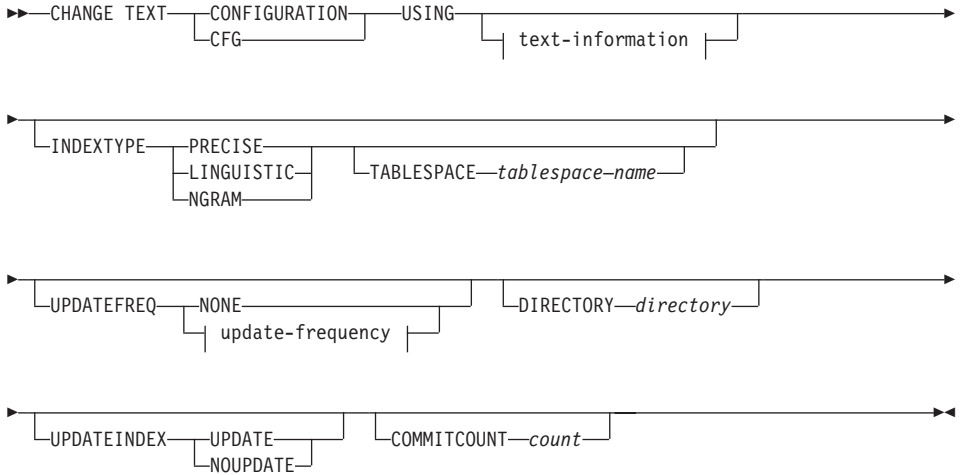 CHANGE TEXT CONFIGURATION USING
CFG text-information
INDEXTYPE PRECISE
LINGUISTIC TABLESPACE tablespace–name
NGRAM
UPDATEFREQ NONE DIRECTORY directory
update-frequency
UPDATEINDEX UPDATE COMMITCOUNT count
NOUPDATE